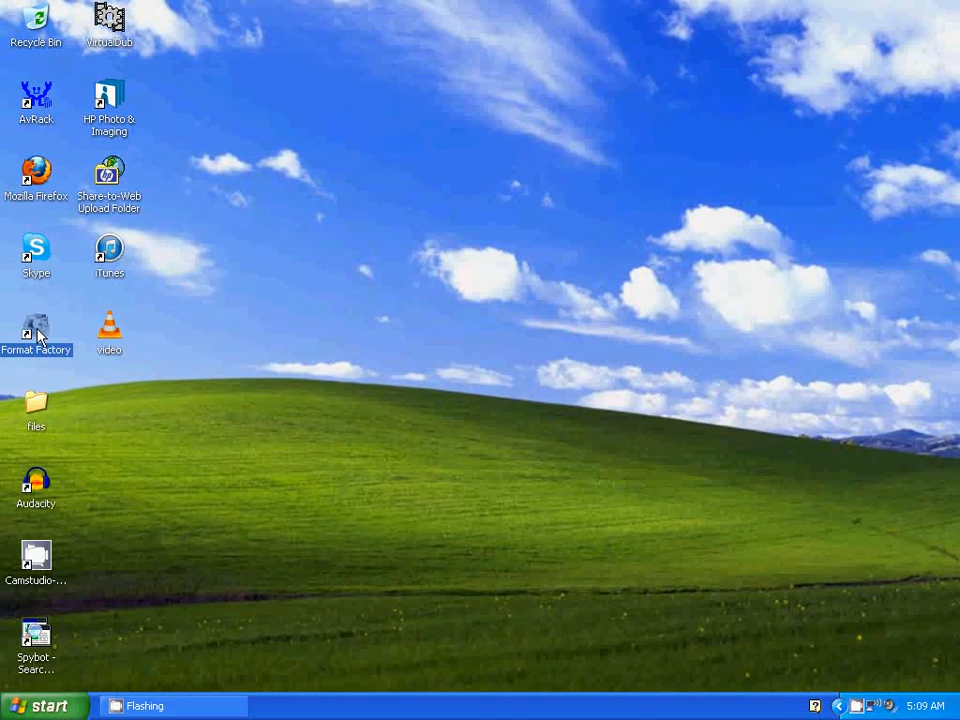 Recycle Bin
VirtualDub
AvRack
HP Photo &
Imaging
Mozilla Firefox
Share-to-Web
Upload Folder
Skype
iTunes
Format Factory
video
files
Audacity
Camstudio-...
Spybot -
Searc...
start
Flashing
5:09 AM